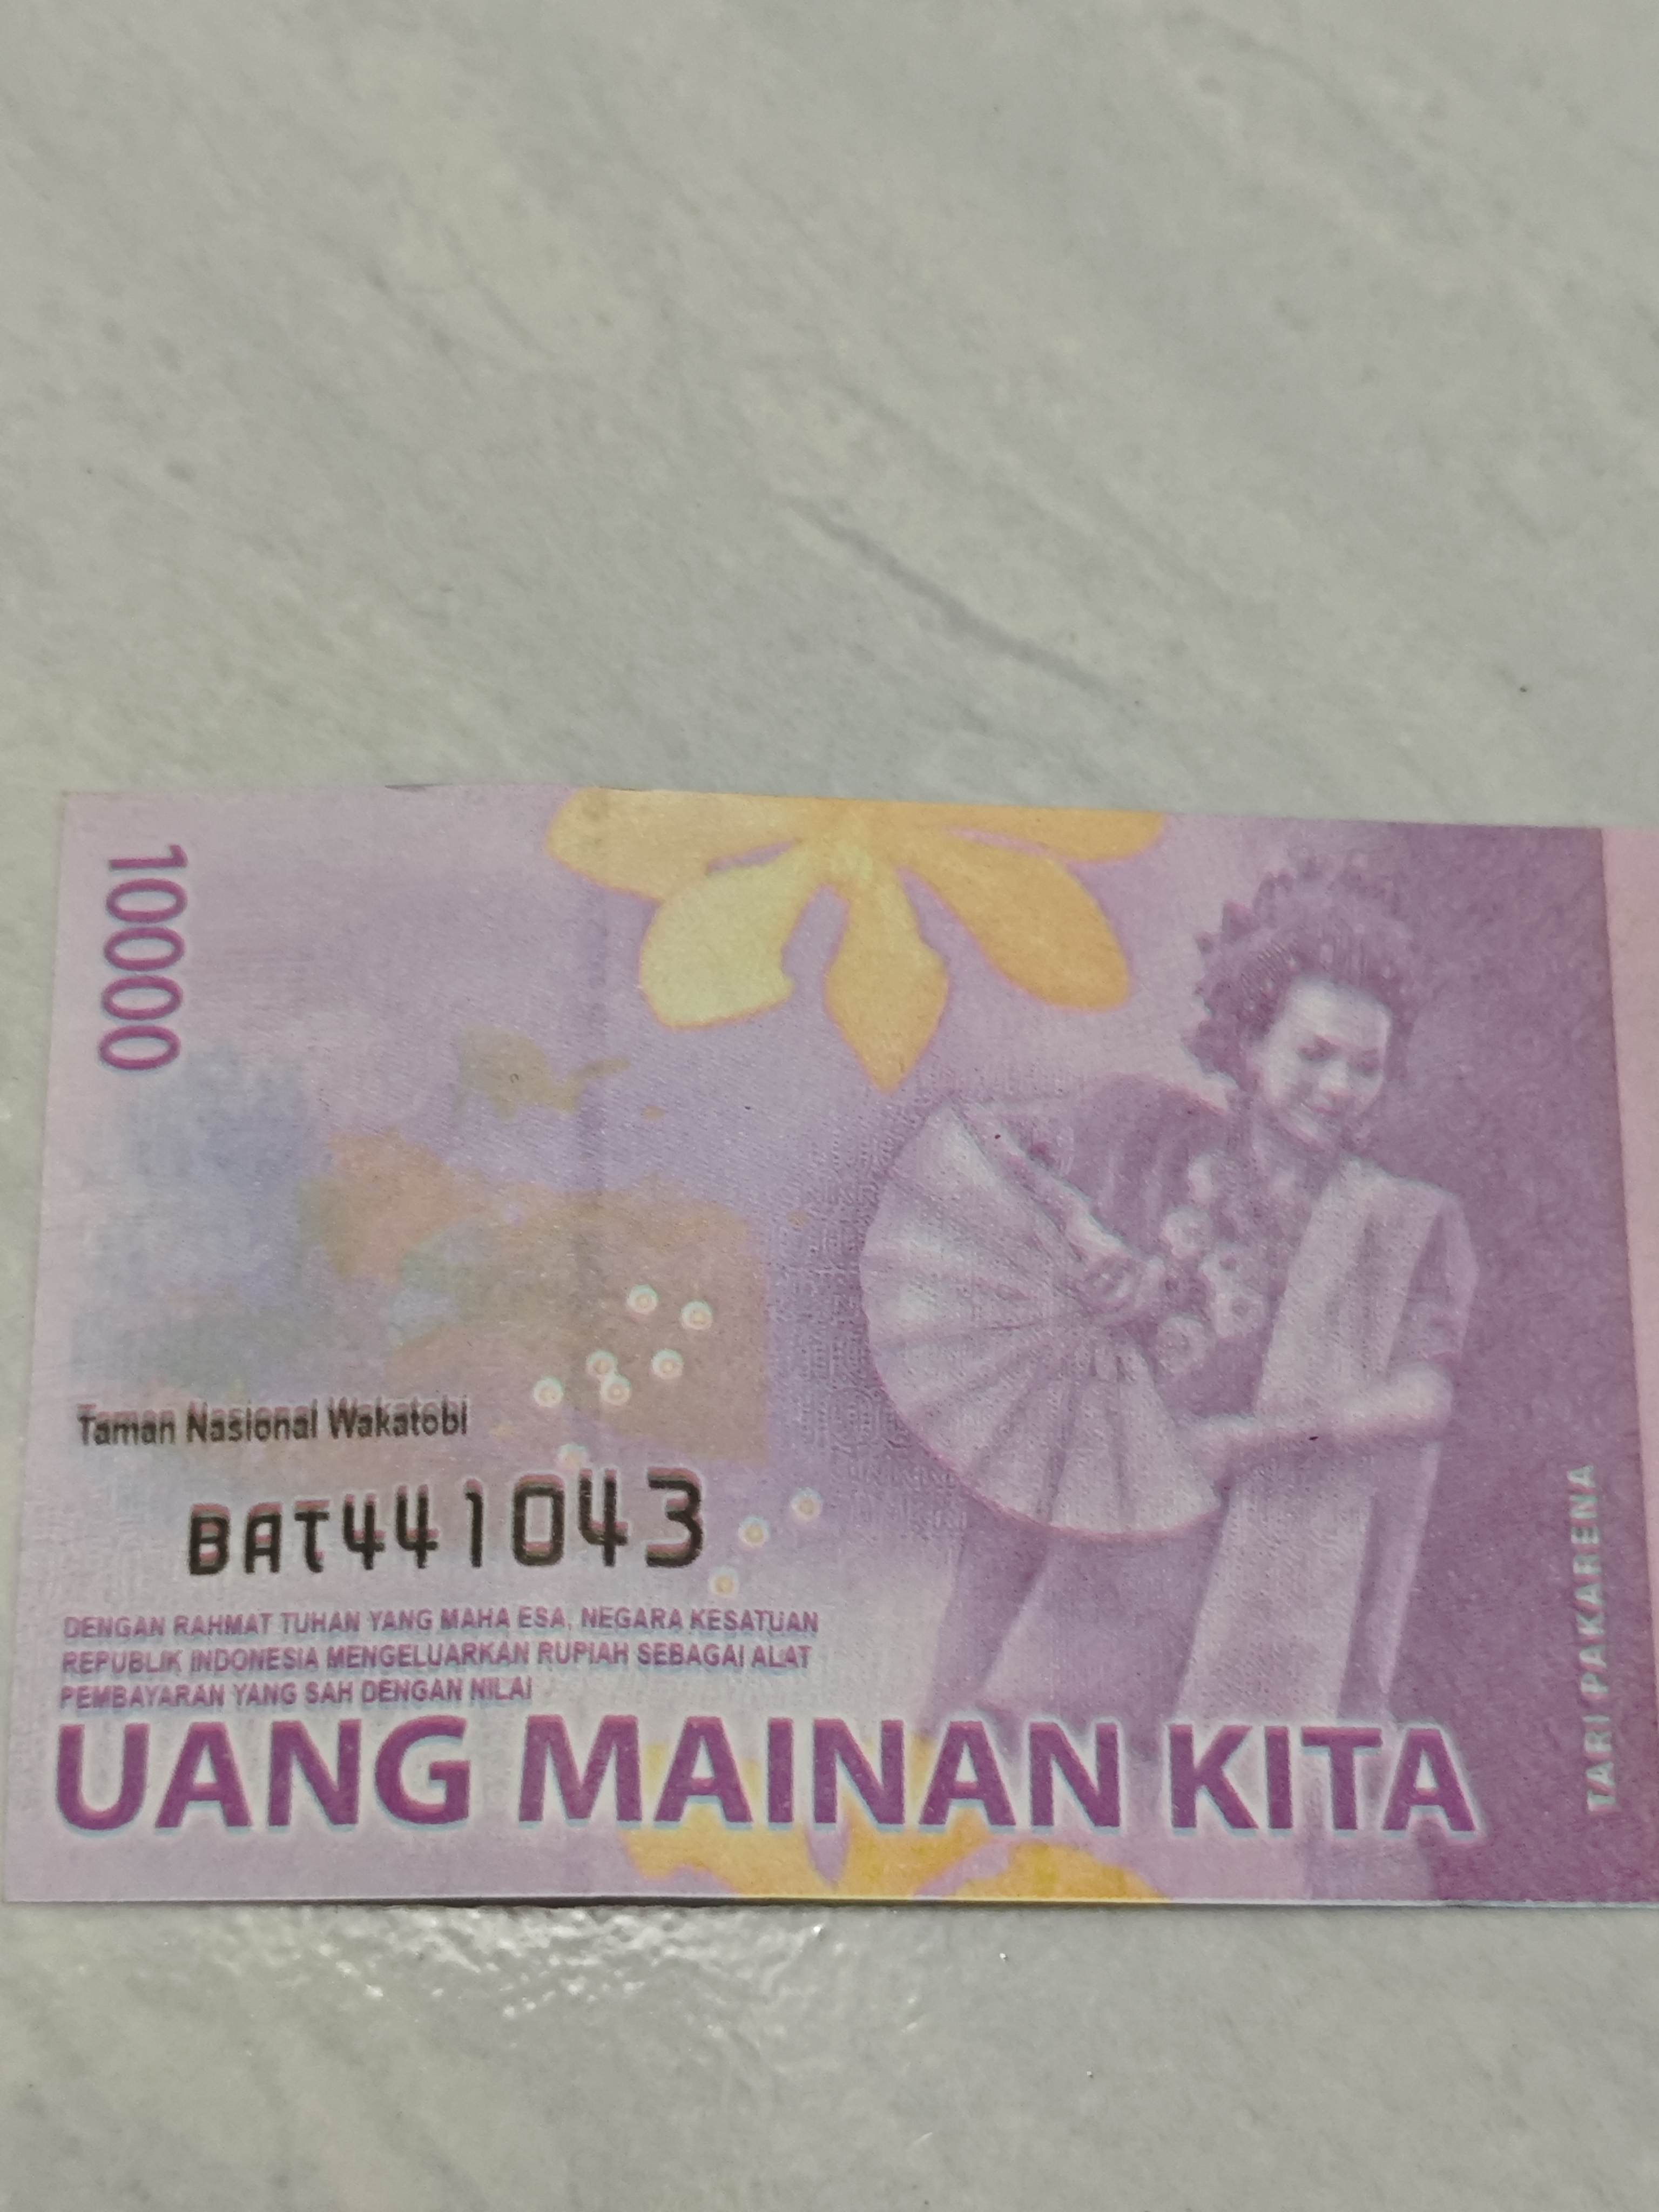 10000
Taman Nasional Wakatobi
BAT441043
DENGAN RAHMAT TUHAN YANG MAHA ESA, NEGARA KESATUAN
REPUBLIK INDONESIA MENGELUARKAN RUPIAH SEBAGAI ALAT
PEMBAYARAN YANG SAH DENGAN NILAI
UANG MAINAN KITA
TARI PAKARENA